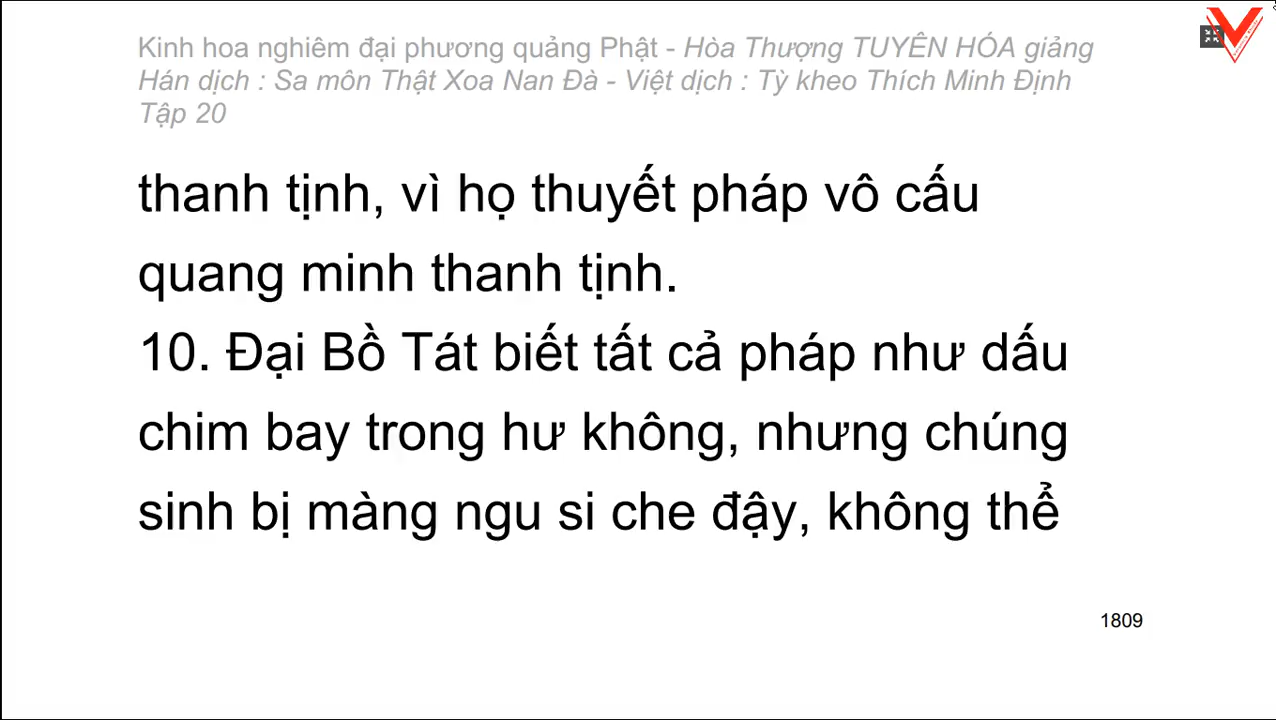 Kinh hoa nghiêm đại phương quảng Phật - Hòa Thượng TUYÊN HÓA giảng
Hán dịch : Sa môn Thật Xoa Nan Đà - Việt dịch : Tỳ kheo Thích Minh Định
Tập 20
thanh tịnh, vì họ thuyết pháp vô cấu
quang minh thanh tịnh.
10. Đại Bồ Tát biết tất cả pháp như dấu
chim bay trong hư không, nhưng chúng
sinh bị màng ngu si che đậy, không thể
1809